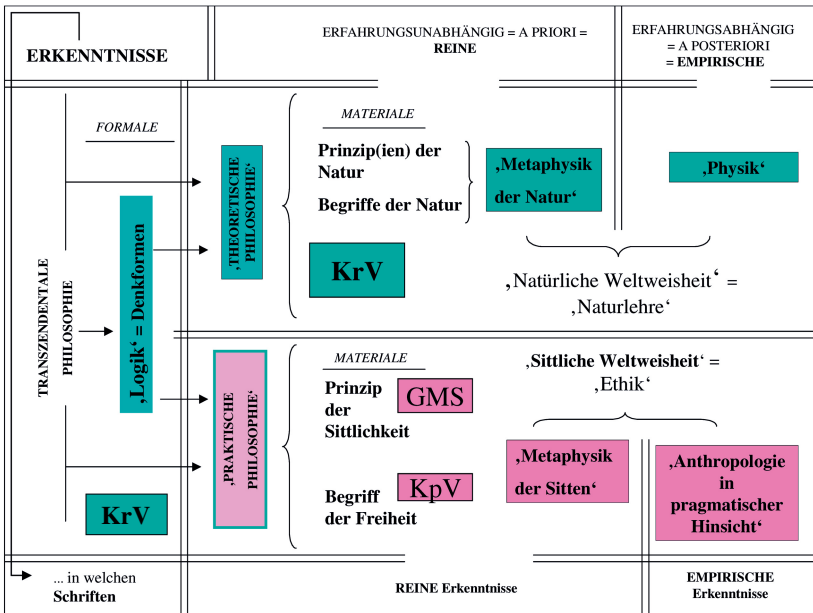 ERKENNTNISSE
ERFAHRUNGSUNABHÄNGIG = A PRIORI =
REINE
ERFAHRUNGSABHÄNGIG
= A POSTERIORI
= EMPIRISCHE
FORMALE
TRANSZENDENTALE
PHILOSOPHIE
‚Logik‘ = Denkformen
KrV
‚THEORETISCHE
PHILOSOPHIE‘
MATERIALE
Prinzip(ien) der
Natur
Begriffe der Natur
KrV
‚Metaphysik
der Natur‘
‚Physik‘
‚Natürliche Weltweisheit‘ =
‚Naturlehre‘
‚PRAKTISCHE
PHILOSOPHIE‘
MATERIALE
Prinzip
der
Sittlichkeit
GMS
Begriff
der Freiheit
KpV
‚Sittliche Weltweisheit‘ =
‚Ethik‘
‚Metaphysik
der Sitten‘
‚Anthropologie
in
pragmatischer
Hinsicht‘
... in welchen
Schriften
REINE Erkenntnisse
EMPIRISCHE
Erkenntnisse